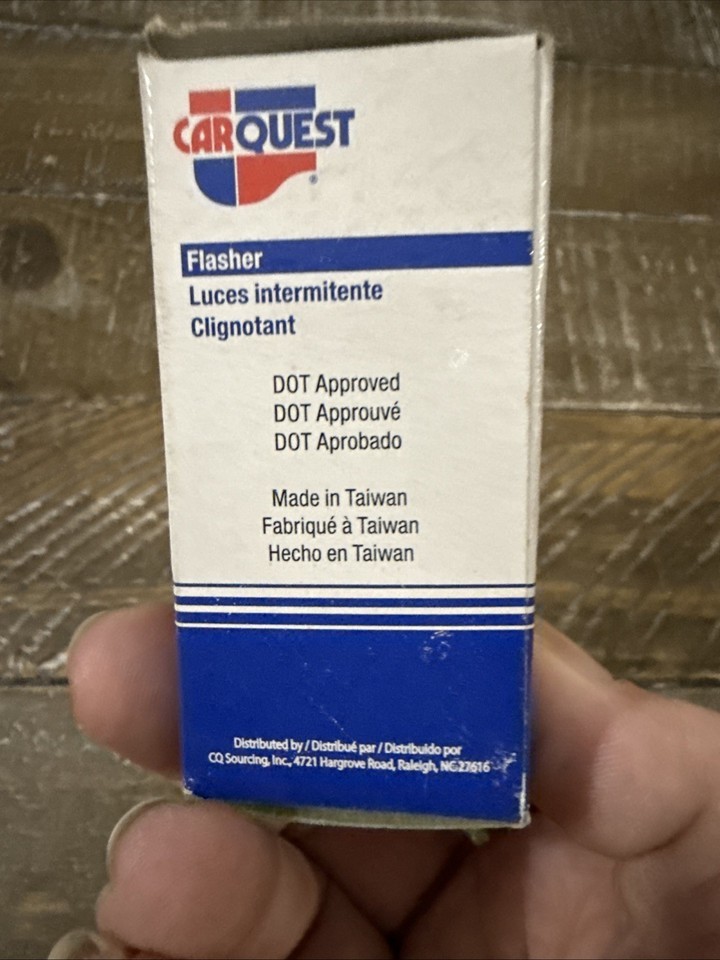 CARQUEST
®
Flasher
Luces intermitente
Clignotant
DOT Approved
DOT Approuvé
DOT Aprobado
Made in Taiwan
Fabriqué à Taiwan
Hecho en Taiwan
Distributed by / Distribué par / Distribuido por
CQ Sourcing, Inc., 4721 Hargrove Road, Raleigh, NC 27616